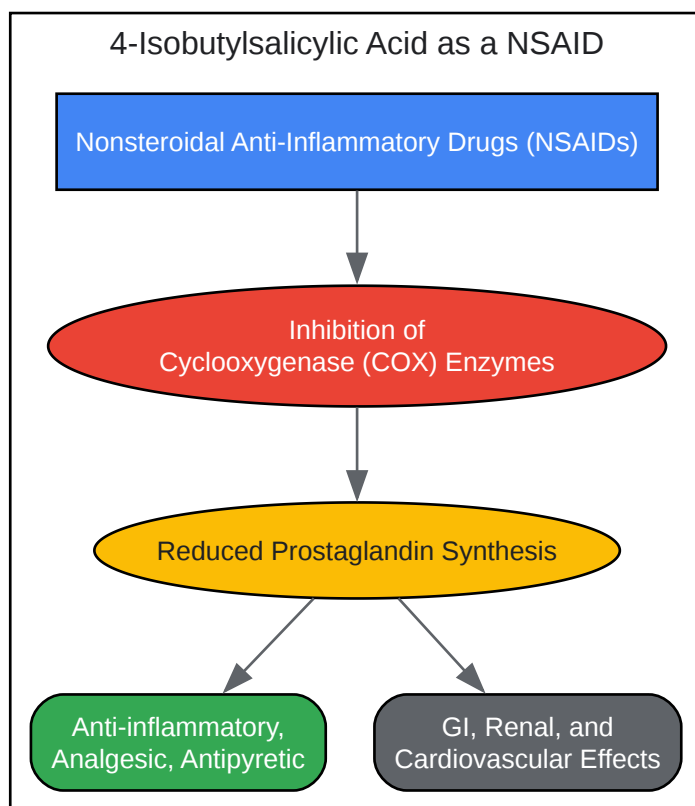 4-Isobutylsalicylic Acid as a NSAID
Nonsteroidal Anti-Inflammatory Drugs (NSAIDs)
Inhibition of
Cyclooxygenase (COX) Enzymes
Reduced Prostaglandin Synthesis
Anti-inflammatory,
Analgesic, Antipyretic
GI, Renal, and
Cardiovascular Effects